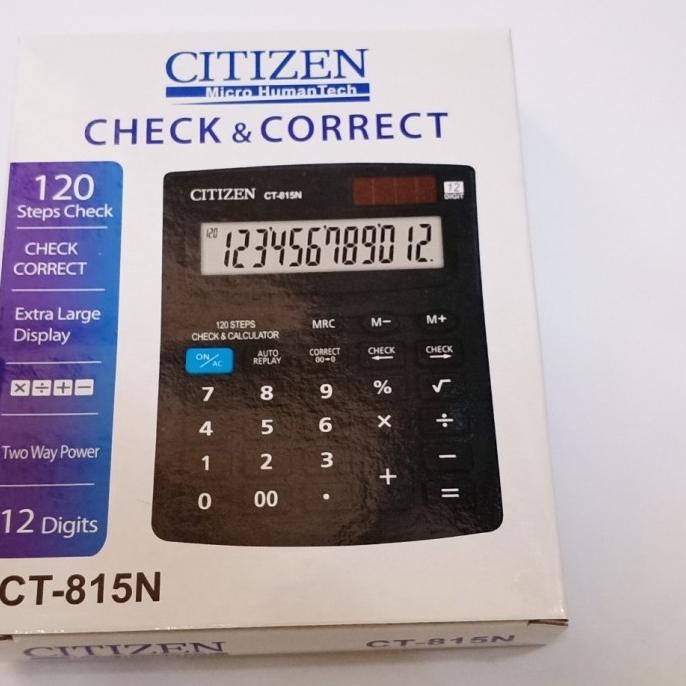 CITIZEN
Micro HumanTech
CHECK & CORRECT
120
Steps Check
CHECK
CORRECT
Extra Large
Display
× ÷ + −
Two Way Power
12 Digits
CITIZEN CT-815N
12
DIGIT
120
123456789012.
120 STEPS
CHECK & CALCULATOR
MRC M− M+
ON/AC
AUTO
REPLAY
CORRECT
00→0
CHECK
←
CHECK
→
7 8 9 % √
4 5 6 × ÷
1 2 3 + −
0 00 . =
CT-815N
CITIZEN CT-815N